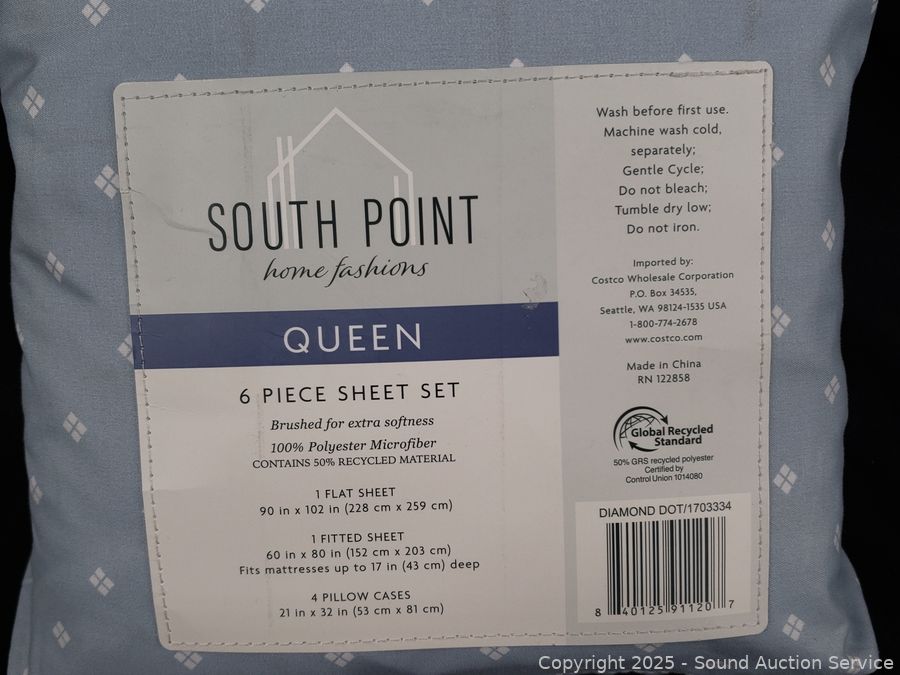 SOUTH POINT
home fashions
QUEEN
6 PIECE SHEET SET
Brushed for extra softness
100% Polyester Microfiber
CONTAINS 50% RECYCLED MATERIAL
1 FLAT SHEET
90 in x 102 in (228 cm x 259 cm)
1 FITTED SHEET
60 in x 80 in (152 cm x 203 cm)
Fits mattresses up to 17 in (43 cm) deep
4 PILLOW CASES
21 in x 32 in (53 cm x 81 cm)
Wash before first use.
Machine wash cold,
separately;
Gentle Cycle;
Do not bleach;
Tumble dry low;
Do not iron.
Imported by:
Costco Wholesale Corporation
P.O. Box 34535,
Seattle, WA 98124-1535 USA
1-800-774-2678
www.costco.com
Made in China
RN 122858
Global Recycled
Standard
50% GRS recycled polyester
Certified by
Control Union 1014080
DIAMOND DOT/1703334
8 40125 91120 7
Copyright 2025 - Sound Auction Service